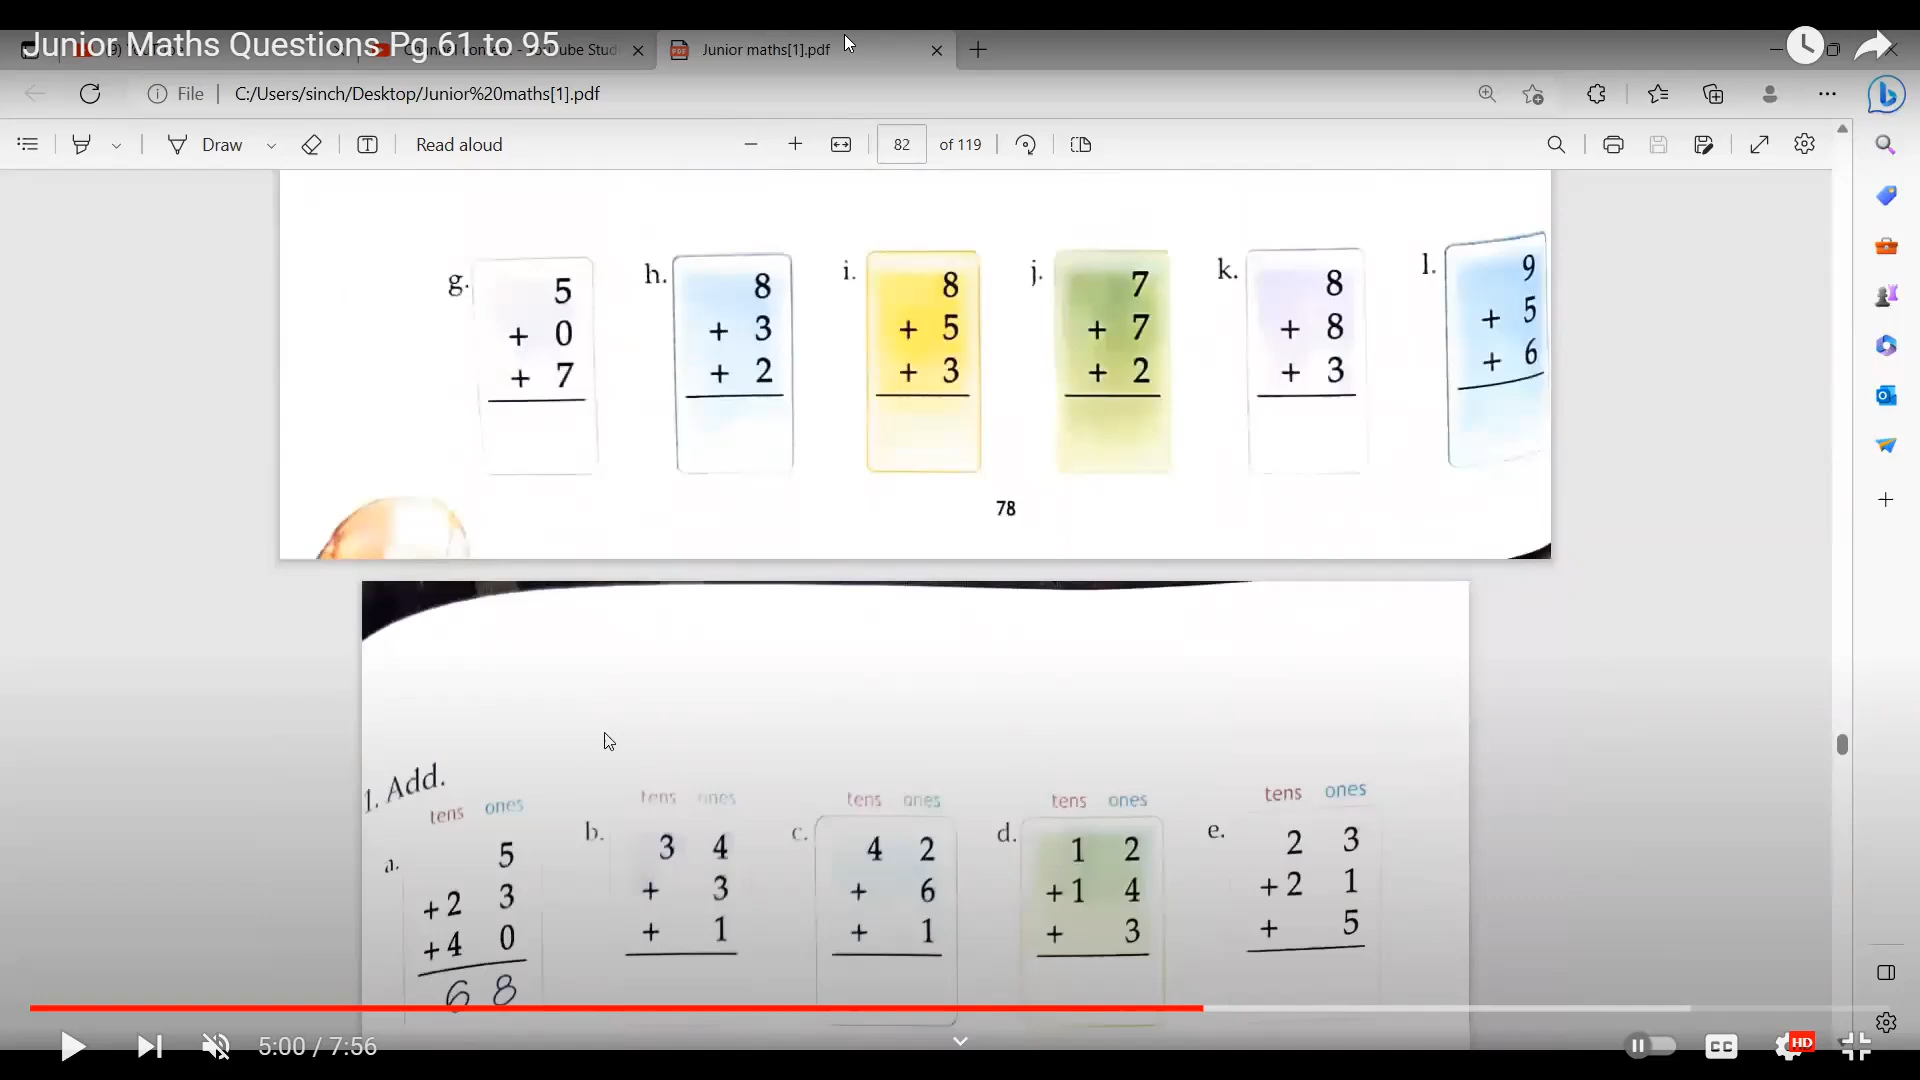 Junior Maths Questions Pg 61 to 95
Tube Stud
Junior maths[1].pdf
File
C:/Users/sinch/Desktop/Junior%20maths[1].pdf
Draw
Read aloud
82 of 119
g. 5
+ 0
+ 7
h. 8
+ 3
+ 2
i. 8
+ 5
+ 3
j. 7
+ 7
+ 2
k. 8
+ 8
+ 3
l. 9
+ 5
+ 6
78
1. Add.
tens ones
a. 5
+2 3
+4 0
6 8
tens ones
b. 3 4
+ 3
+ 1
tens ones
c. 4 2
+ 6
+ 1
tens ones
d. 1 2
+1 4
+ 3
tens ones
e. 2 3
+2 1
+ 5
5:00 / 7:56
CC
HD